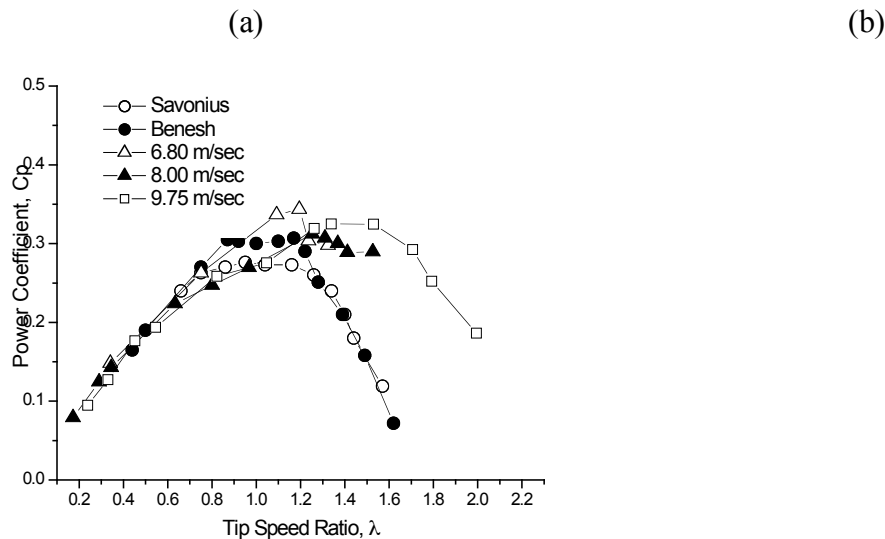 (a) (b)
0.5
0.4
0.3
0.2
0.1
0.0
Power Coefficient, Cp
Savonius
Benesh
6.80 m/sec
8.00 m/sec
9.75 m/sec
0.2 0.4 0.6 0.8 1.0 1.2 1.4 1.6 1.8 2.0 2.2
Tip Speed Ratio, λ